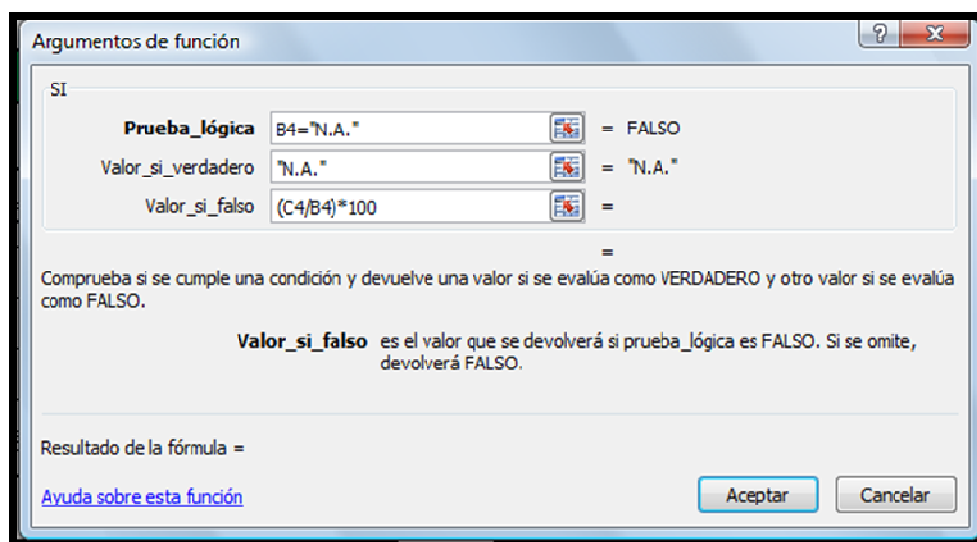 Argumentos de función
SI
Prueba_lógica B4="N.A." = FALSO
Valor_si_verdadero "N.A." = "N.A."
Valor_si_falso (C4/B4)*100 =
=
Comprueba si se cumple una condición y devuelve una valor si se evalúa como VERDADERO y otro valor si se evalúa
como FALSO.
Valor_si_falso es el valor que se devolverá si prueba_lógica es FALSO. Si se omite,
devolverá FALSO.
Resultado de la fórmula =
Ayuda sobre esta función
Aceptar Cancelar